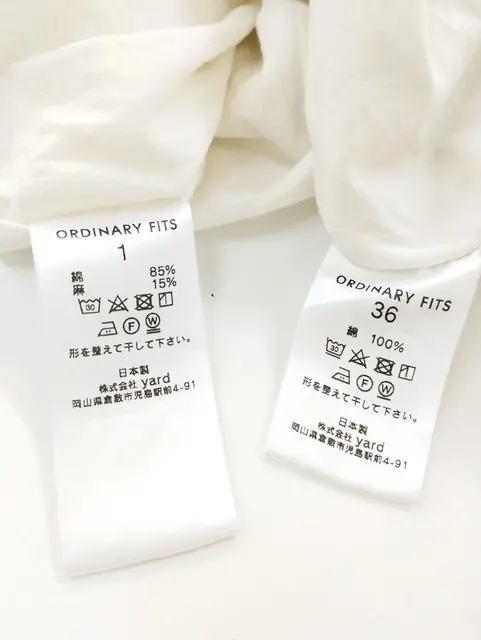 ORDINARY FITS
1
綿 85%
麻 15%
30
F W
形を整えて干して下さい。
日本製
株式会社 yard
岡山県倉敷市児島駅前4-91
ORDINARY FITS
36
綿 100%
30
F W
形を整えて干して下さい。
日本製
株式会社 yard
岡山県倉敷市児島駅前4-91